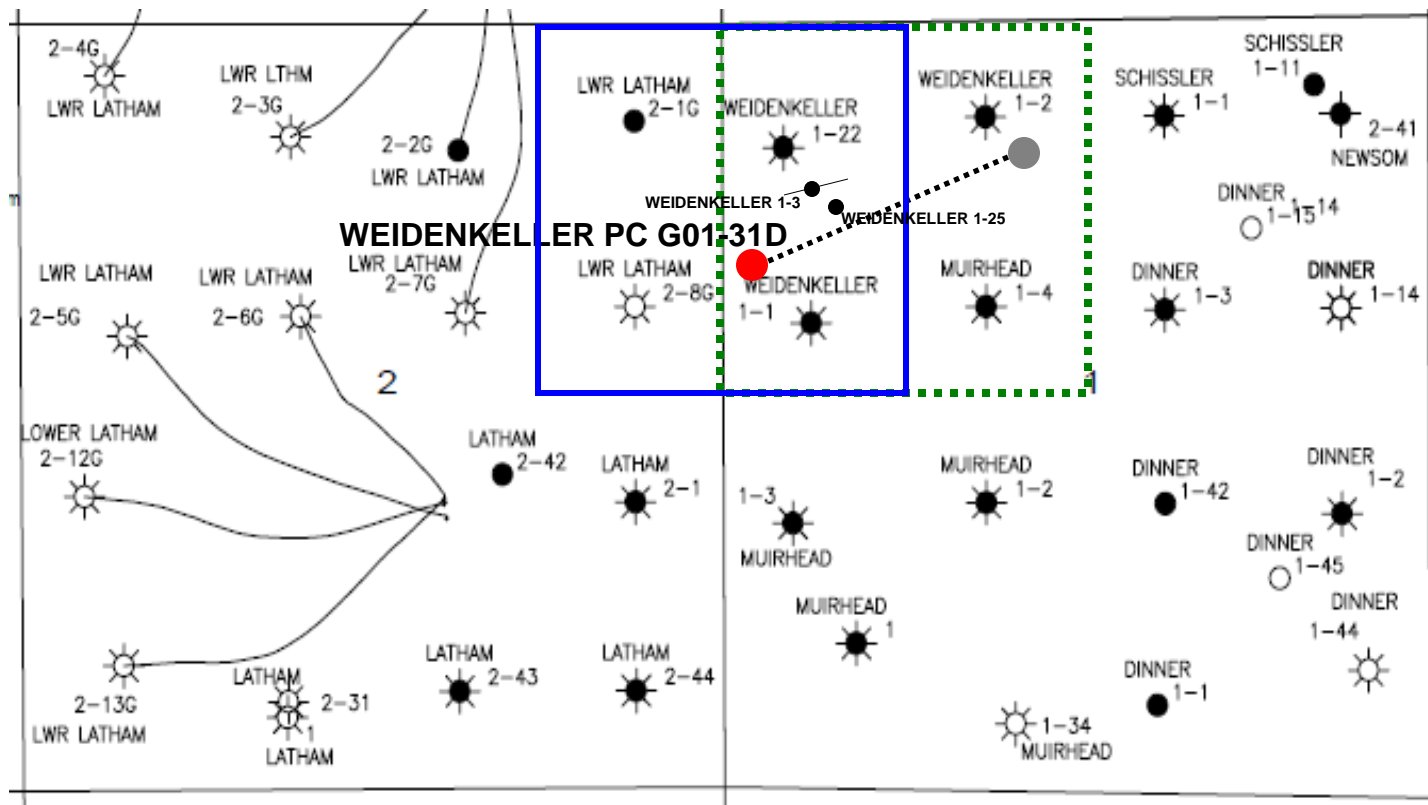 2-4G
LWR LATHAM
LWR LTHM
2-3G
2-2G
LWR LATHAM
LWR LATHAM
2-1G
WEIDENKELLER
1-22
WEIDENKELLER
1-2
SCHISSLER
1-1
SCHISSLER
1-11
2-41
NEWSOM
m
WEIDENKELLER 1-3
WEIDENKELLER 1-25
DINNER
1-15
1-14
WEIDENKELLER PC G01-31D
LWR LATHAM
2-5G
LWR LATHAM
2-6G
LWR LATHAM
2-7G
LWR LATHAM
2-8G
WEIDENKELLER
1-1
MUIRHEAD
1-4
DINNER
1-3
DINNER
1-14
2
1
LOWER LATHAM
2-12G
LATHAM
2-42
LATHAM
2-1
1-3
MUIRHEAD
MUIRHEAD
1-2
DINNER
1-42
DINNER
1-2
DINNER
1-45
MUIRHEAD
1
DINNER
1-44
2-13G
LWR LATHAM
LATHAM
2-31
1
LATHAM
LATHAM
2-43
LATHAM
2-44
1-34
MUIRHEAD
DINNER
1-1